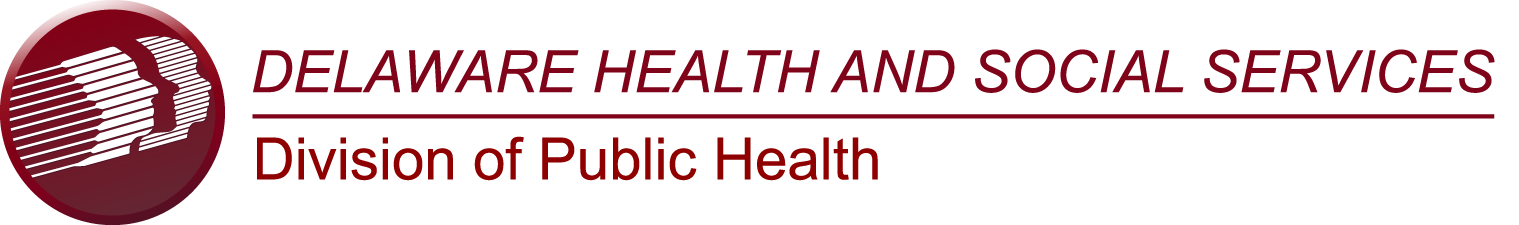 DELAWARE HEALTH AND SOCIAL SERVICES
Division of Public Health